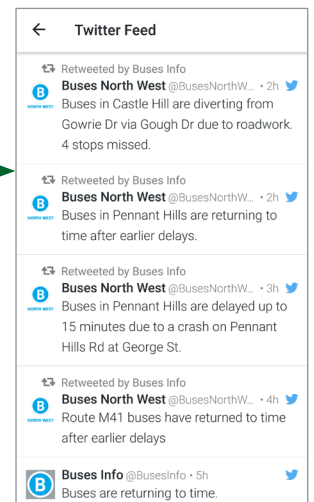 Twitter Feed
Retweeted by Buses Info
Buses North West @BusesNorthW... • 2h
B
NORTH WEST
Buses in Castle Hill are diverting from
Gowrie Dr via Gough Dr due to roadwork.
4 stops missed.
Retweeted by Buses Info
Buses North West @BusesNorthW... • 2h
B
NORTH WEST
Buses in Pennant Hills are returning to
time after earlier delays.
Retweeted by Buses Info
Buses North West @BusesNorthW... • 3h
B
NORTH WEST
Buses in Pennant Hills are delayed up to
15 minutes due to a crash on Pennant
Hills Rd at George St.
Retweeted by Buses Info
Buses North West @BusesNorthW... • 4h
B
NORTH WEST
Route M41 buses have returned to time
after earlier delays
Buses Info @BusesInfo • 5h
B
Buses are returning to time.